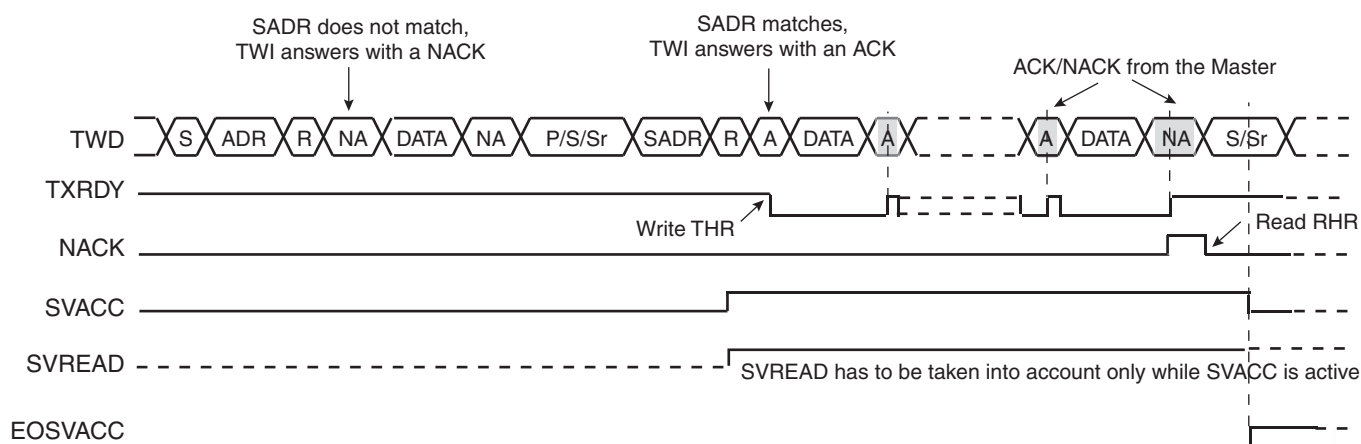 SADR does not match,
TWI answers with a NACK
SADR matches,
TWI answers with an ACK
ACK/NACK from the Master
TWD S ADR R NA DATA NA P/S/Sr SADR R A DATA A A DATA NA S/Sr
TXRDY
Write THR
Read RHR
NACK
SVACC
SVREAD
SVREAD has to be taken into account only while SVACC is active
EOSVACC